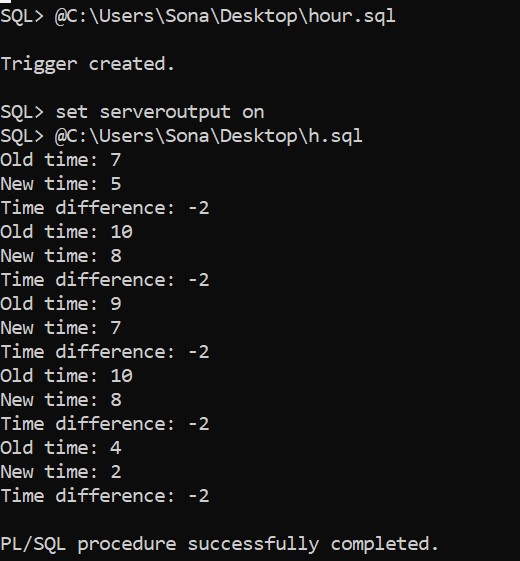 SQL> @C:\Users\Sona\Desktop\hour.sql
Trigger created.
SQL> set serveroutput on
SQL> @C:\Users\Sona\Desktop\h.sql
Old time: 7
New time: 5
Time difference: -2
Old time: 10
New time: 8
Time difference: -2
Old time: 9
New time: 7
Time difference: -2
Old time: 10
New time: 8
Time difference: -2
Old time: 4
New time: 2
Time difference: -2
PL/SQL procedure successfully completed.